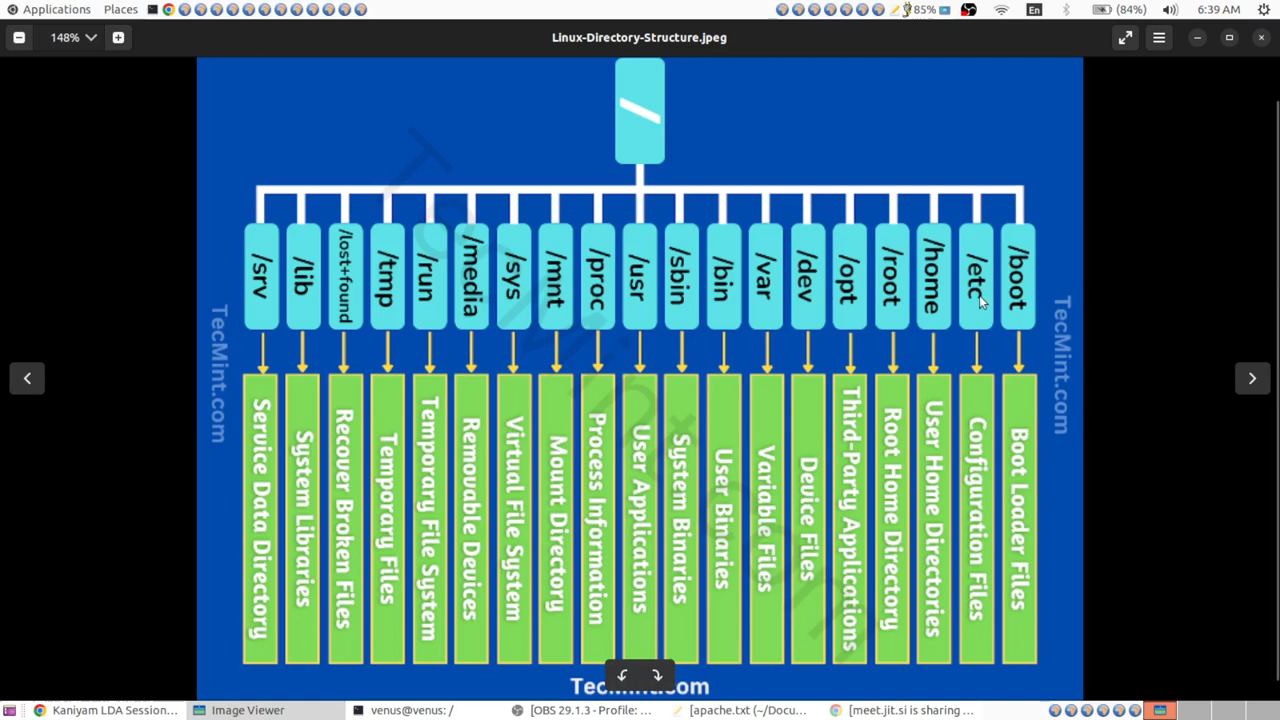 Applications Places 85% En (84%) 6:39 AM
148% Linux-Directory-Structure.jpeg
/
/srv /lib /lost+found /tmp /run /media /sys /mnt /proc /usr /sbin /bin /var /dev /opt /root /home /etc /boot
Service Data Directory
System Libraries
Recover Broken Files
Temporary Files
Temporary File System
Removable Devices
Virtual File System
Mount Directory
Process Information
User Applications
System Binaries
User Binaries
Variable Files
Device Files
Third-Party Applications
Root Home Directory
User Home Directories
Configuration Files
Boot Loader Files
TecMint.com
TecMint.com
TecMint.com
TecMint.com
Kaniyam LDA Session... Image Viewer venus@venus: / [OBS 29.1.3 - Profile: ... [apache.txt (~/Docu... [meet.jit.si is sharing ...